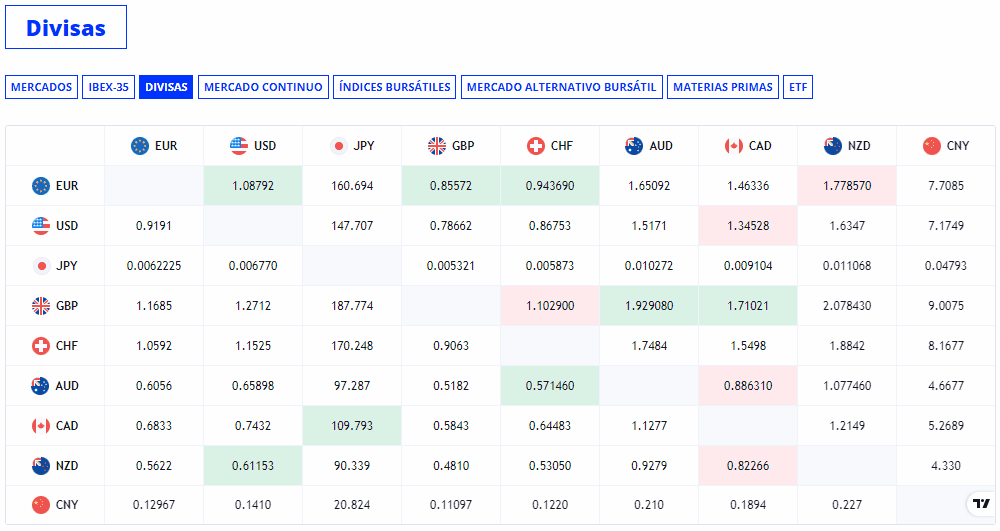 Divisas
MERCADOS IBEX-35 DIVISAS MERCADO CONTINUO ÍNDICES BURSÁTILES MERCADO ALTERNATIVO BURSÁTIL MATERIAS PRIMAS ETF
EUR USD JPY GBP CHF AUD CAD NZD CNY
EUR 1.08792 160.694 0.85572 0.943690 1.65092 1.46336 1.778570 7.7085
USD 0.9191 147.707 0.78662 0.86753 1.5171 1.34528 1.6347 7.1749
JPY 0.0062225 0.006770 0.005321 0.005873 0.010272 0.009104 0.011068 0.04793
GBP 1.1685 1.2712 187.774 1.102900 1.929080 1.71021 2.078430 9.0075
CHF 1.0592 1.1525 170.248 0.9063 1.7484 1.5498 1.8842 8.1677
AUD 0.6056 0.65898 97.287 0.5182 0.571460 0.886310 1.077460 4.6677
CAD 0.6833 0.7432 109.793 0.5843 0.64483 1.1277 1.2149 5.2689
NZD 0.5622 0.61153 90.339 0.4810 0.53050 0.9279 0.82266 4.330
CNY 0.12967 0.1410 20.824 0.11097 0.1220 0.210 0.1894 0.227